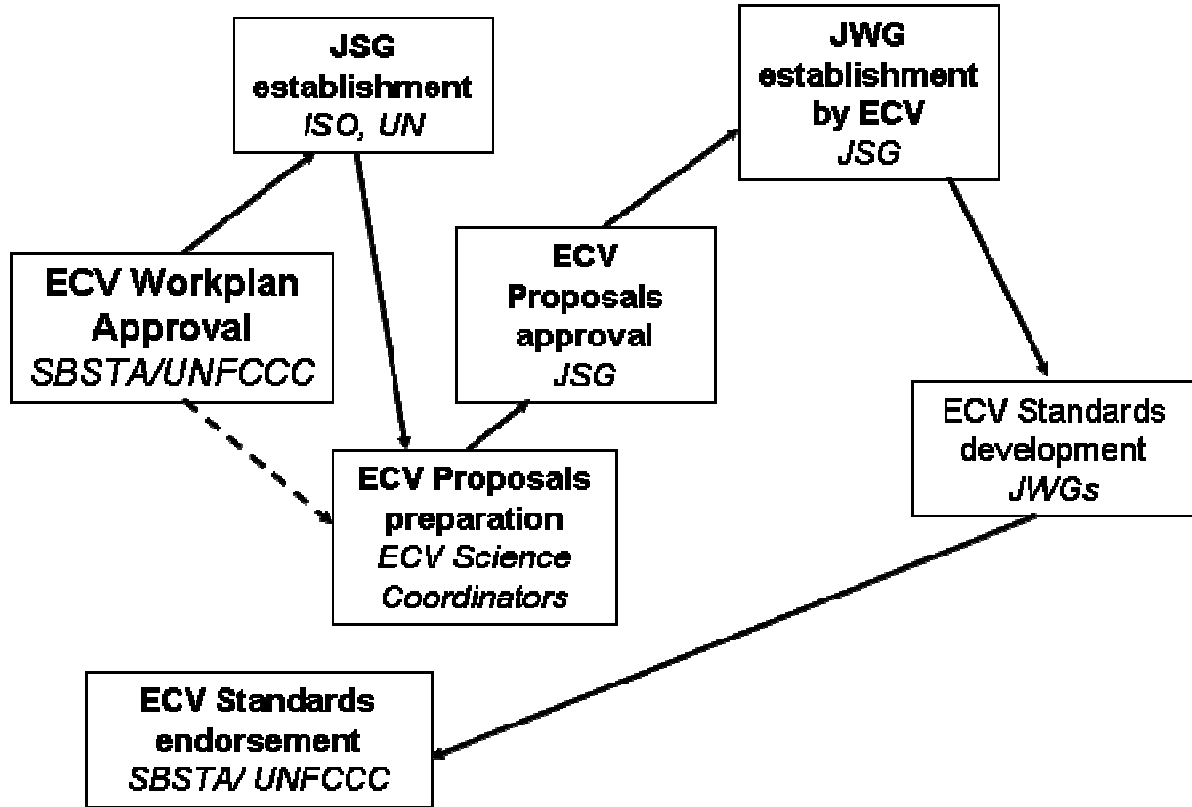 JSG
establishment
ISO, UN
JWG
establishment
by ECV
JSG
ECV Workplan
Approval
SBSTA/UNFCCC
ECV
Proposals
approval
JSG
ECV Standards
development
JWGs
ECV Proposals
preparation
ECV Science
Coordinators
ECV Standards
endorsement
SBSTA/ UNFCCC